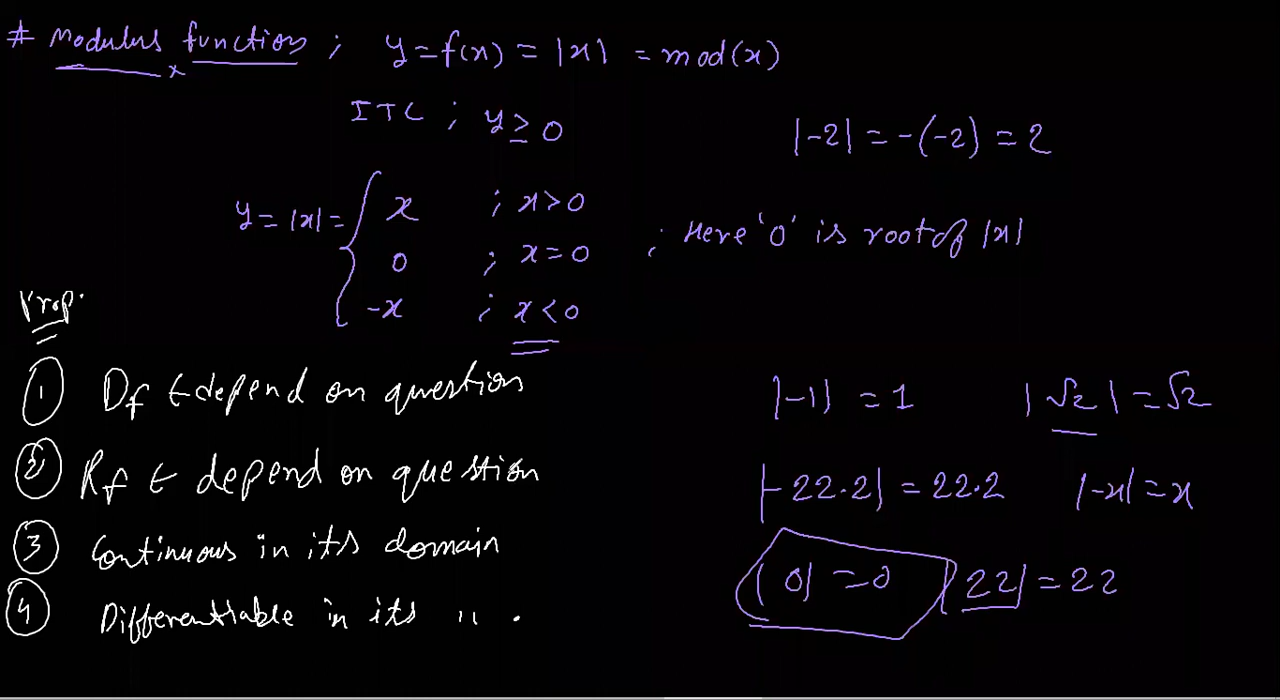 # Modulus function ; y = f(x) = |x| = mod(x)
ITC ; y ≥ 0
|-2| = -(-2) = 2
y = |x| = { x ; x > 0
0 ; x = 0 ; Here '0' is root of |x|
-x ; x < 0
Prop.
① Df ∈ depend on question
|-1| = 1 |√2| = √2
② Rf ∈ depend on question
|-22.2| = 22.2 |-x| = x
③ Continuous in its domain
|0| = 0 |22| = 22
④ Differentiable in its " .